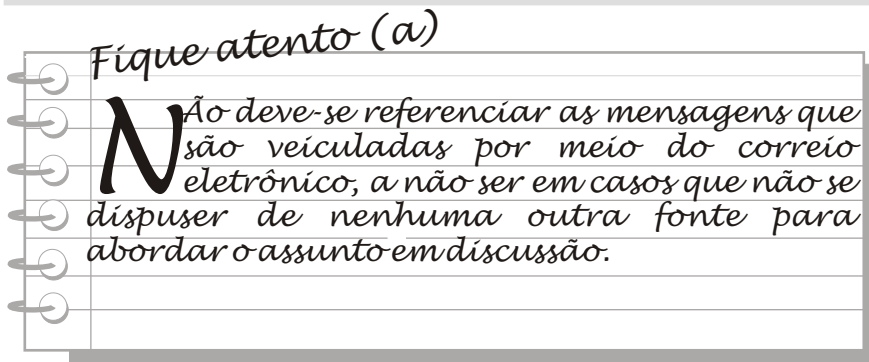 Fique atento (a)
NÃo deve-se referenciar as mensagens que
são veiculadas por meio do correio
eletrônico, a não ser em casos que não se
dispuser de nenhuma outra fonte para
abordar o assunto em discussão.